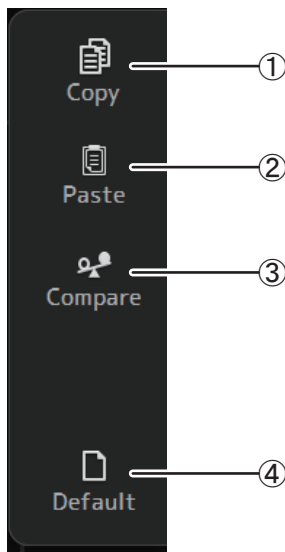 Copy ①
Paste ②
Compare ③
Default ④